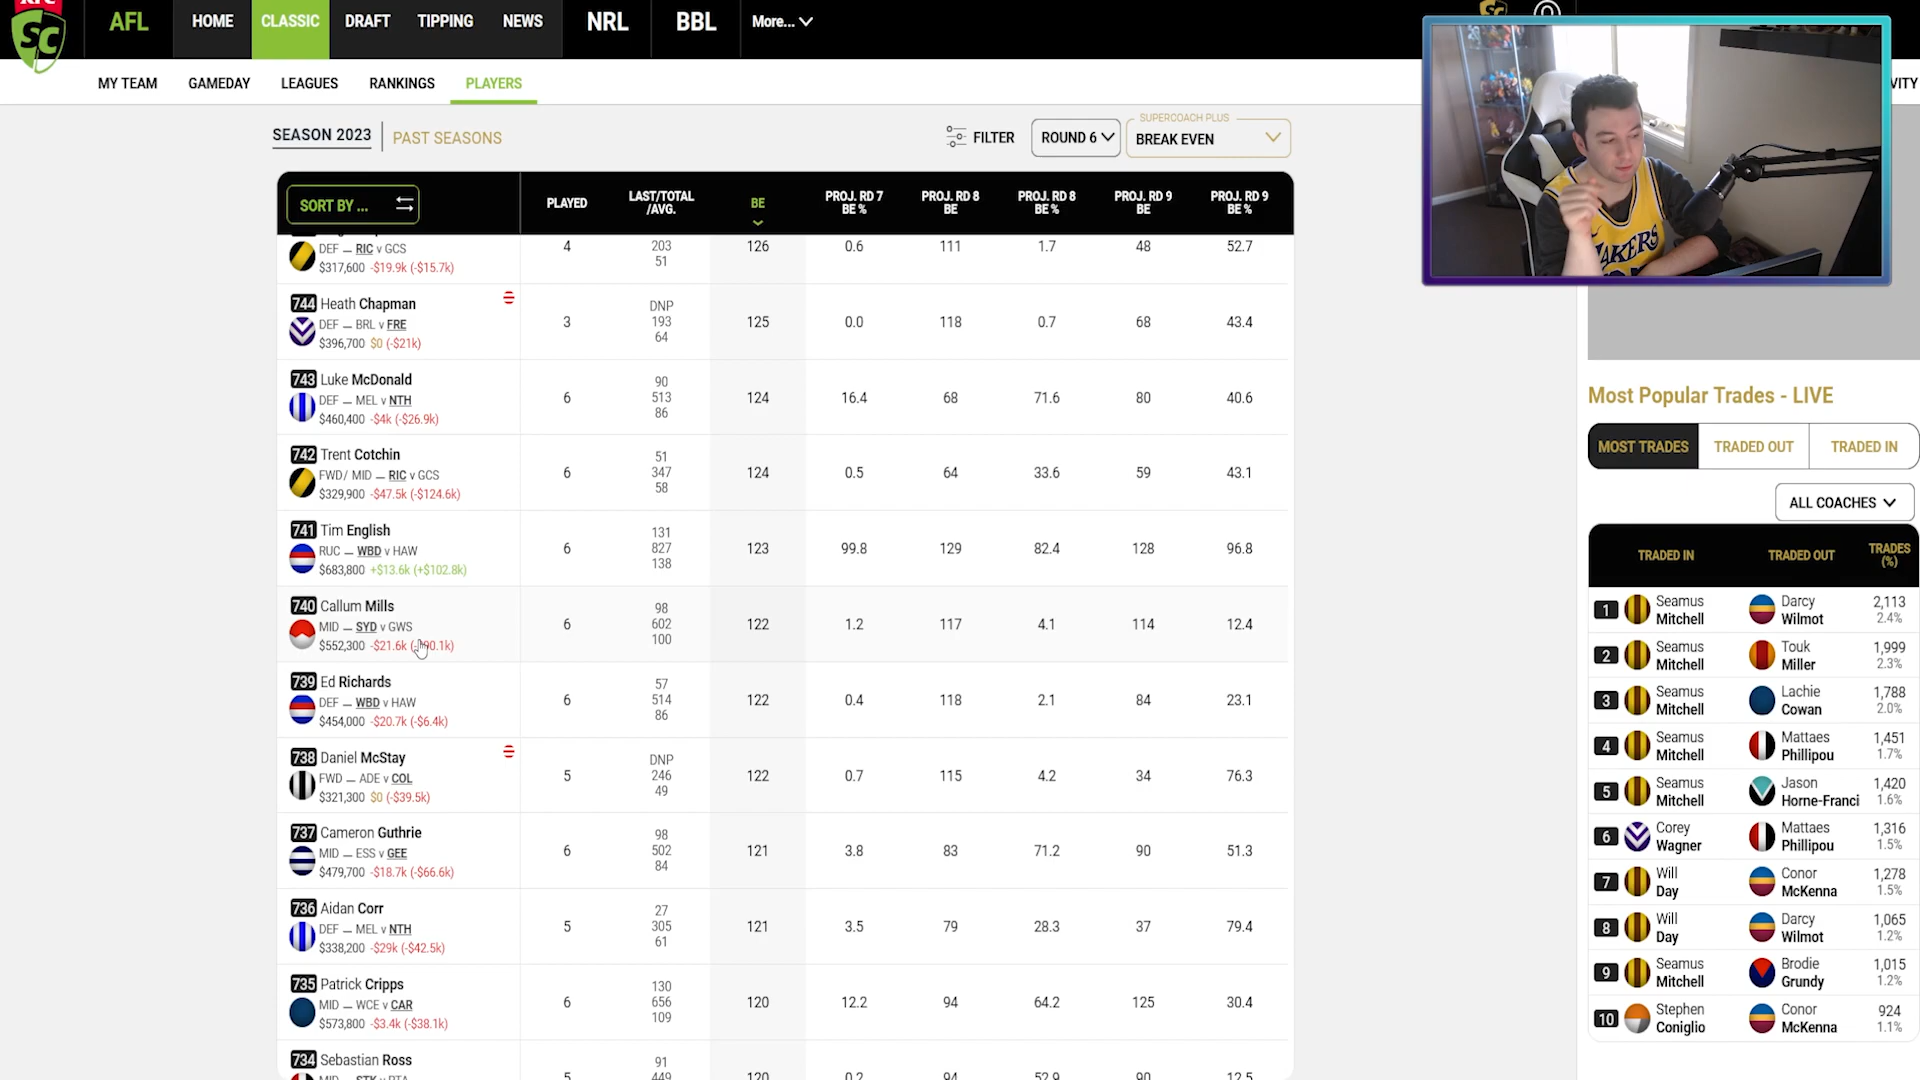 KFC
SC
AFL
HOME
CLASSIC
DRAFT
TIPPING
NEWS
NRL
BBL
More...
MY TEAM
GAMEDAY
LEAGUES
RANKINGS
PLAYERS
VITY
SEASON 2023
PAST SEASONS
FILTER
ROUND 6
SUPERCOACH PLUS
BREAK EVEN
SORT BY ...
PLAYED
LAST/TOTAL
/AVG.
BE
PROJ. RD 7
BE %
PROJ. RD 8
BE
PROJ. RD 8
BE %
PROJ. RD 9
BE
PROJ. RD 9
BE %
DEF — RIC v GCS
$317,600 -$19.9k (-$15.7k)
4
203
51
126
0.6
111
1.7
48
52.7
744 Heath Chapman
DEF — BRL v FRE
$396,700 $0 (-$21k)
3
DNP
193
64
125
0.0
118
0.7
68
43.4
743 Luke McDonald
DEF — MEL v NTH
$460,400 -$4k (-$26.9k)
6
90
513
86
124
16.4
68
71.6
80
40.6
742 Trent Cotchin
FWD/ MID — RIC v GCS
$329,900 -$47.5k (-$124.6k)
6
51
347
58
124
0.5
64
33.6
59
43.1
741 Tim English
RUC — WBD v HAW
$683,800 +$13.6k (+$102.8k)
6
131
827
138
123
99.8
129
82.4
128
96.8
740 Callum Mills
MID — SYD v GWS
$552,300 -$21.6k
6
98
602
100
122
1.2
117
4.1
114
12.4
739 Ed Richards
DEF — WBD v HAW
$454,000 -$20.7k (-$6.4k)
6
57
514
86
122
0.4
118
2.1
84
23.1
738 Daniel McStay
FWD — ADE v COL
$321,300 $0 (-$39.5k)
5
DNP
246
49
122
0.7
115
4.2
34
76.3
737 Cameron Guthrie
MID — ESS v GEE
$479,700 -$18.7k (-$66.6k)
6
98
502
84
121
3.8
83
71.2
90
51.3
736 Aidan Corr
DEF — MEL v NTH
$338,200 -$29k (-$42.5k)
5
27
305
61
121
3.5
79
28.3
37
79.4
735 Patrick Cripps
MID — WCE v CAR
$573,800 -$3.4k (-$38.1k)
6
130
656
109
120
12.2
94
64.2
125
30.4
734 Sebastian Ross
MID — STK v PTA
5
91
449
120
0.2
94
52.9
90
12.5
LAKERS
Most Popular Trades - LIVE
MOST TRADES
TRADED OUT
TRADED IN
ALL COACHES
TRADED IN
TRADED OUT
TRADES
(%)
1
Seamus
Mitchell
Darcy
Wilmot
2,113
2.4%
2
Seamus
Mitchell
Touk
Miller
1,999
2.3%
3
Seamus
Mitchell
Lachie
Cowan
1,788
2.0%
4
Seamus
Mitchell
Mattaes
Phillipou
1,451
1.7%
5
Seamus
Mitchell
Jason
Horne-Franci
1,420
1.6%
6
Corey
Wagner
Mattaes
Phillipou
1,316
1.5%
7
Will
Day
Conor
McKenna
1,278
1.5%
8
Will
Day
Darcy
Wilmot
1,065
1.2%
9
Seamus
Mitchell
Brodie
Grundy
1,015
1.2%
10
Stephen
Coniglio
Conor
McKenna
924
1.1%